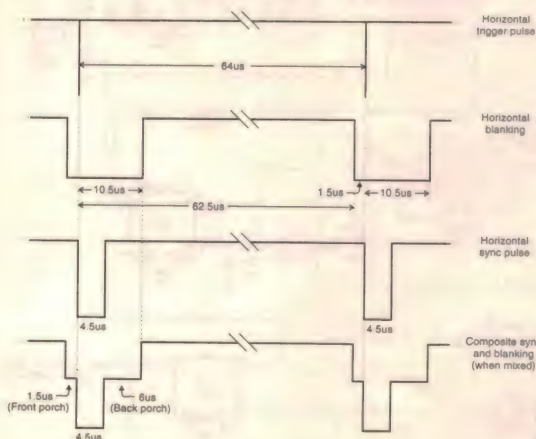 Horizontal
trigger pulse
64us
Horizontal
blanking
10.5us
1.5us
10.5us
62.5us
Horizontal
sync pulse
4.5us
4.5us
Composite syn
and blanking
(when mixed)
1.5us
(Front porch)
6us
(Back porch)
4.5us